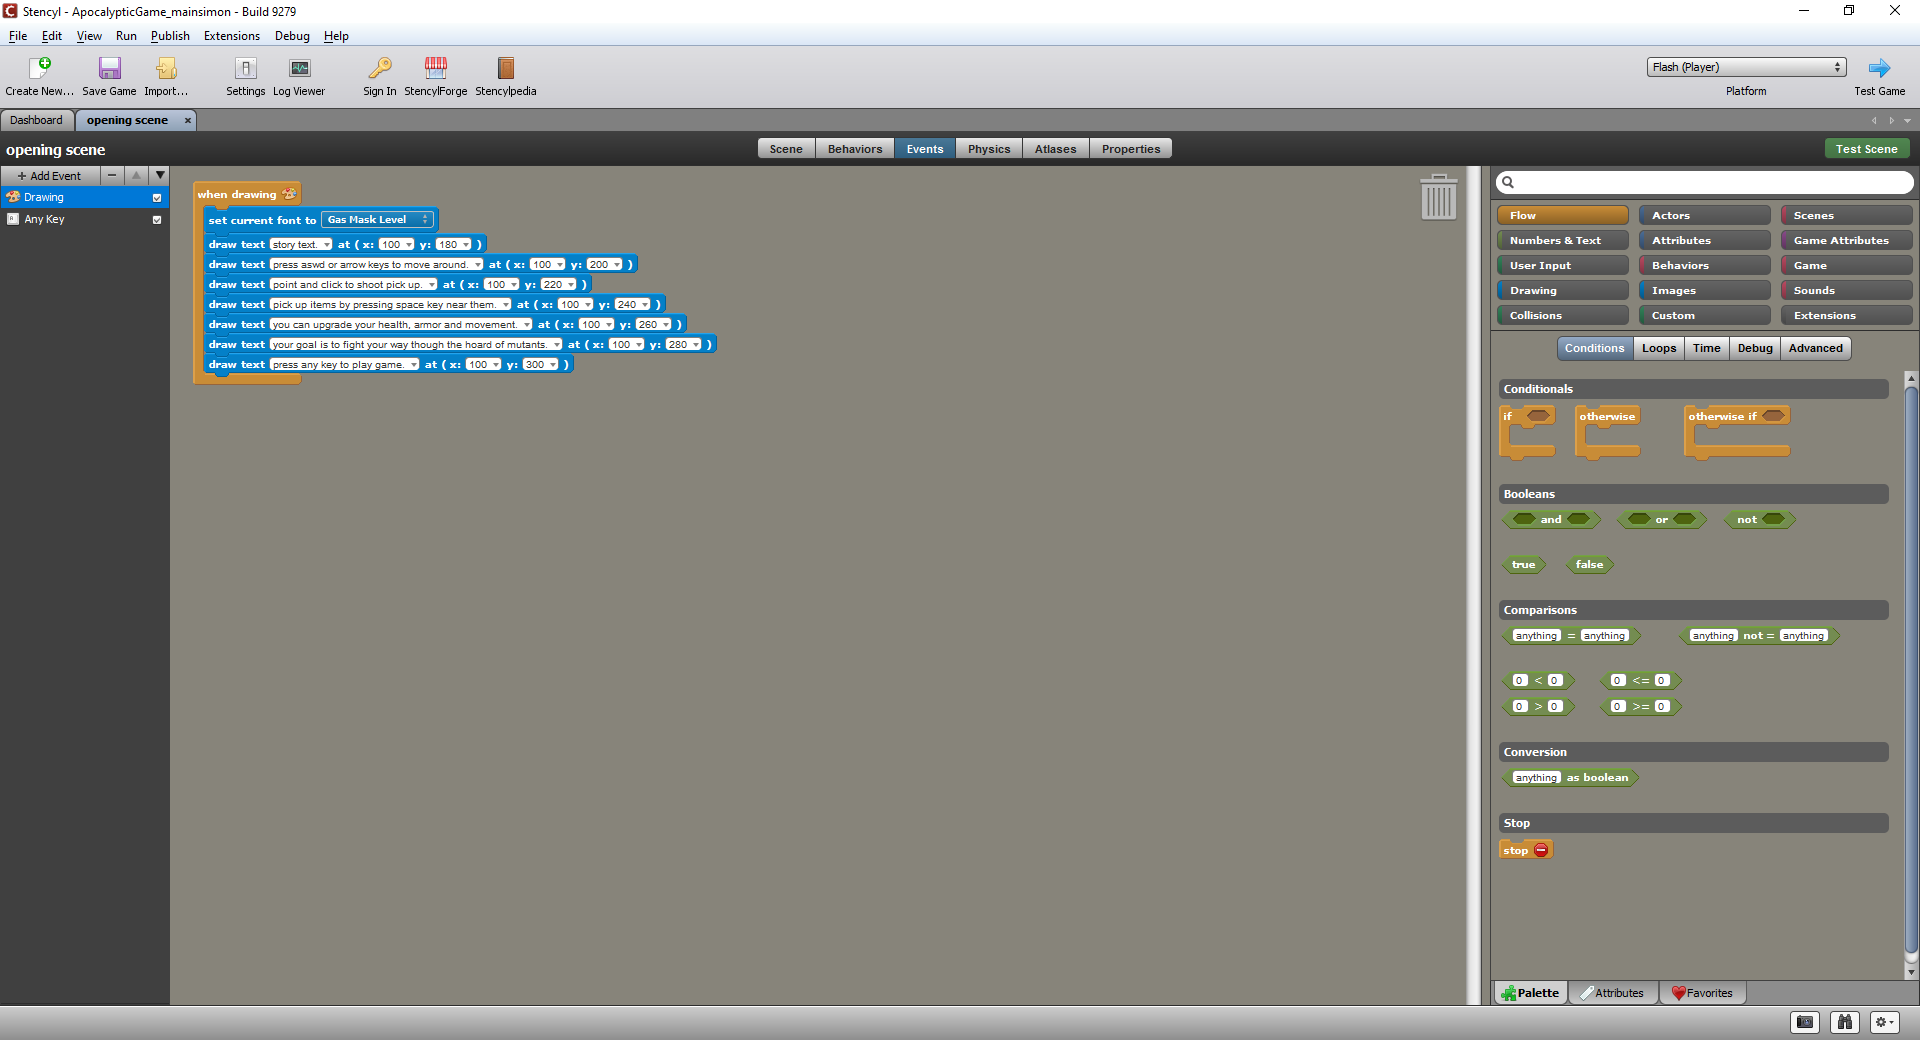 Stencyl - ApocalypticGame_mainsimon - Build 9279
File Edit View Run Publish Extensions Debug Help
Create New... Save Game Import... Settings Log Viewer Sign In StencylForge Stencylpedia
Flash (Player)
Platform
Test Game
Dashboard opening scene
opening scene
Scene Behaviors Events Physics Atlases Properties
Test Scene
+ Add Event
Drawing
Any Key
when drawing
set current font to Gas Mask Level
draw text story text. at ( x: 100 y: 180 )
draw text press aswd or arrow keys to move around. at ( x: 100 y: 200 )
draw text point and click to shoot pick up. at ( x: 100 y: 220 )
draw text pick up items by pressing space key near them. at ( x: 100 y: 240 )
draw text you can upgrade your health, armor and movement. at ( x: 100 y: 260 )
draw text your goal is to fight your way though the hoard of mutants. at ( x: 100 y: 280 )
draw text press any key to play game. at ( x: 100 y: 300 )
Flow Actors Scenes
Numbers & Text Attributes Game Attributes
User Input Behaviors Game
Drawing Images Sounds
Collisions Custom Extensions
Conditions Loops Time Debug Advanced
Conditionals
if otherwise otherwise if
Booleans
and or not
true false
Comparisons
anything = anything anything not = anything
0 < 0 0 <= 0
0 > 0 0 >= 0
Conversion
anything as boolean
Stop
stop
Palette Attributes Favorites